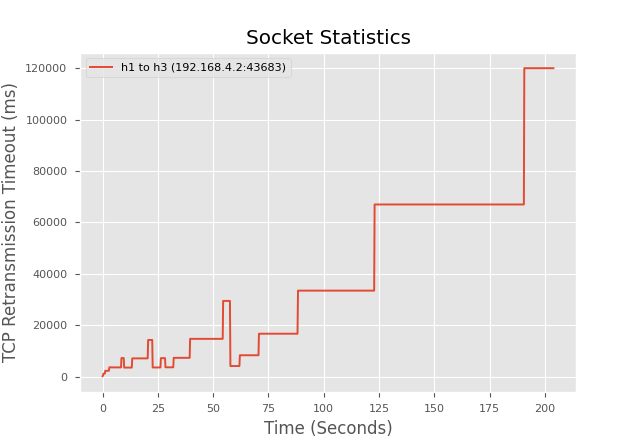 Socket Statistics
h1 to h3 (192.168.4.2:43683)
TCP Retransmission Timeout (ms)
120000
100000
80000
60000
40000
20000
0
0 25 50 75 100 125 150 175 200
Time (Seconds)